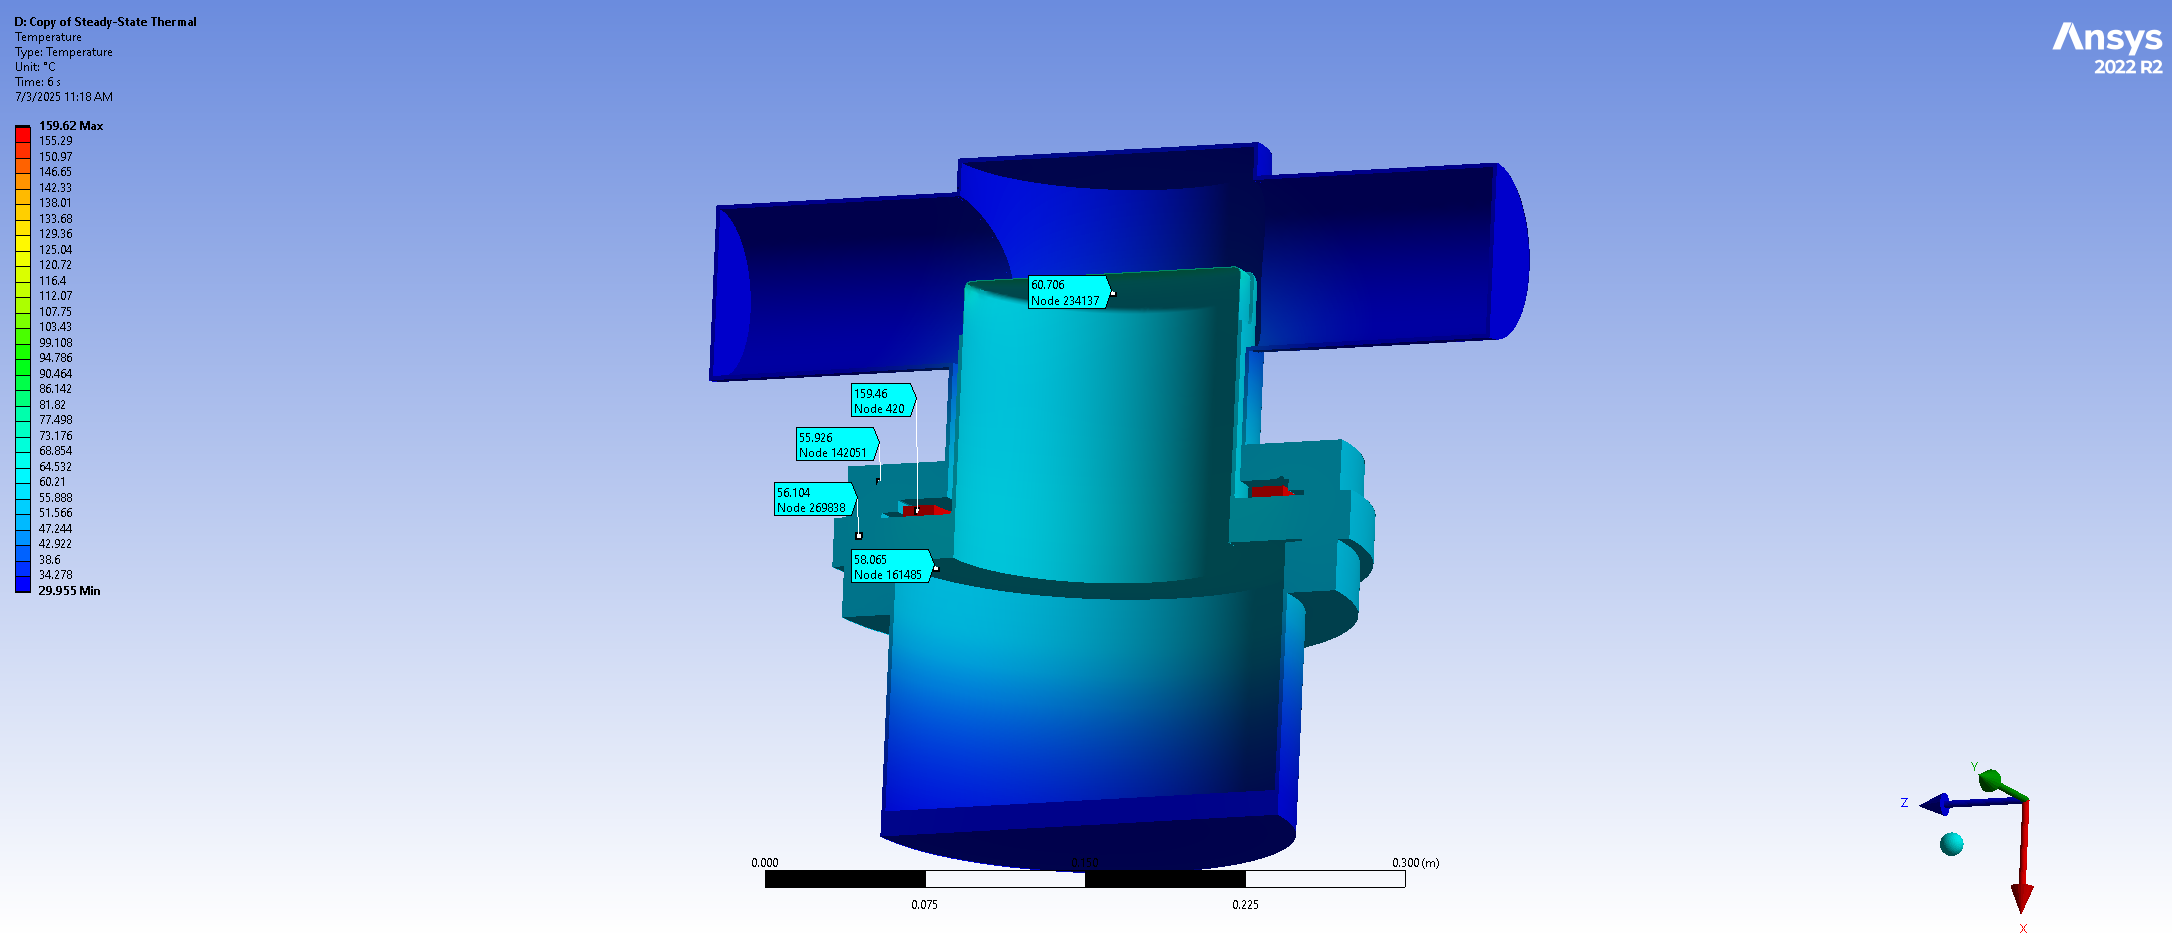 D: Copy of Steady-State Thermal
Temperature
Type: Temperature
Unit: °C
Time: 6 s
7/3/2025 11:18 AM
Ansys
2022 R2
159.62 Max
155.29
150.97
146.65
142.33
138.01
133.68
129.36
125.04
120.72
116.4
112.07
107.75
103.43
99.108
94.786
90.464
86.142
81.82
77.498
73.176
68.854
64.532
60.21
55.888
51.566
47.244
42.922
38.6
34.278
29.955 Min
60.706
Node 234137
159.46
Node 420
55.926
Node 142051
56.104
Node 269838
58.065
Node 161485
0.000
0.150
0.300 (m)
0.075
0.225
Y
Z
X